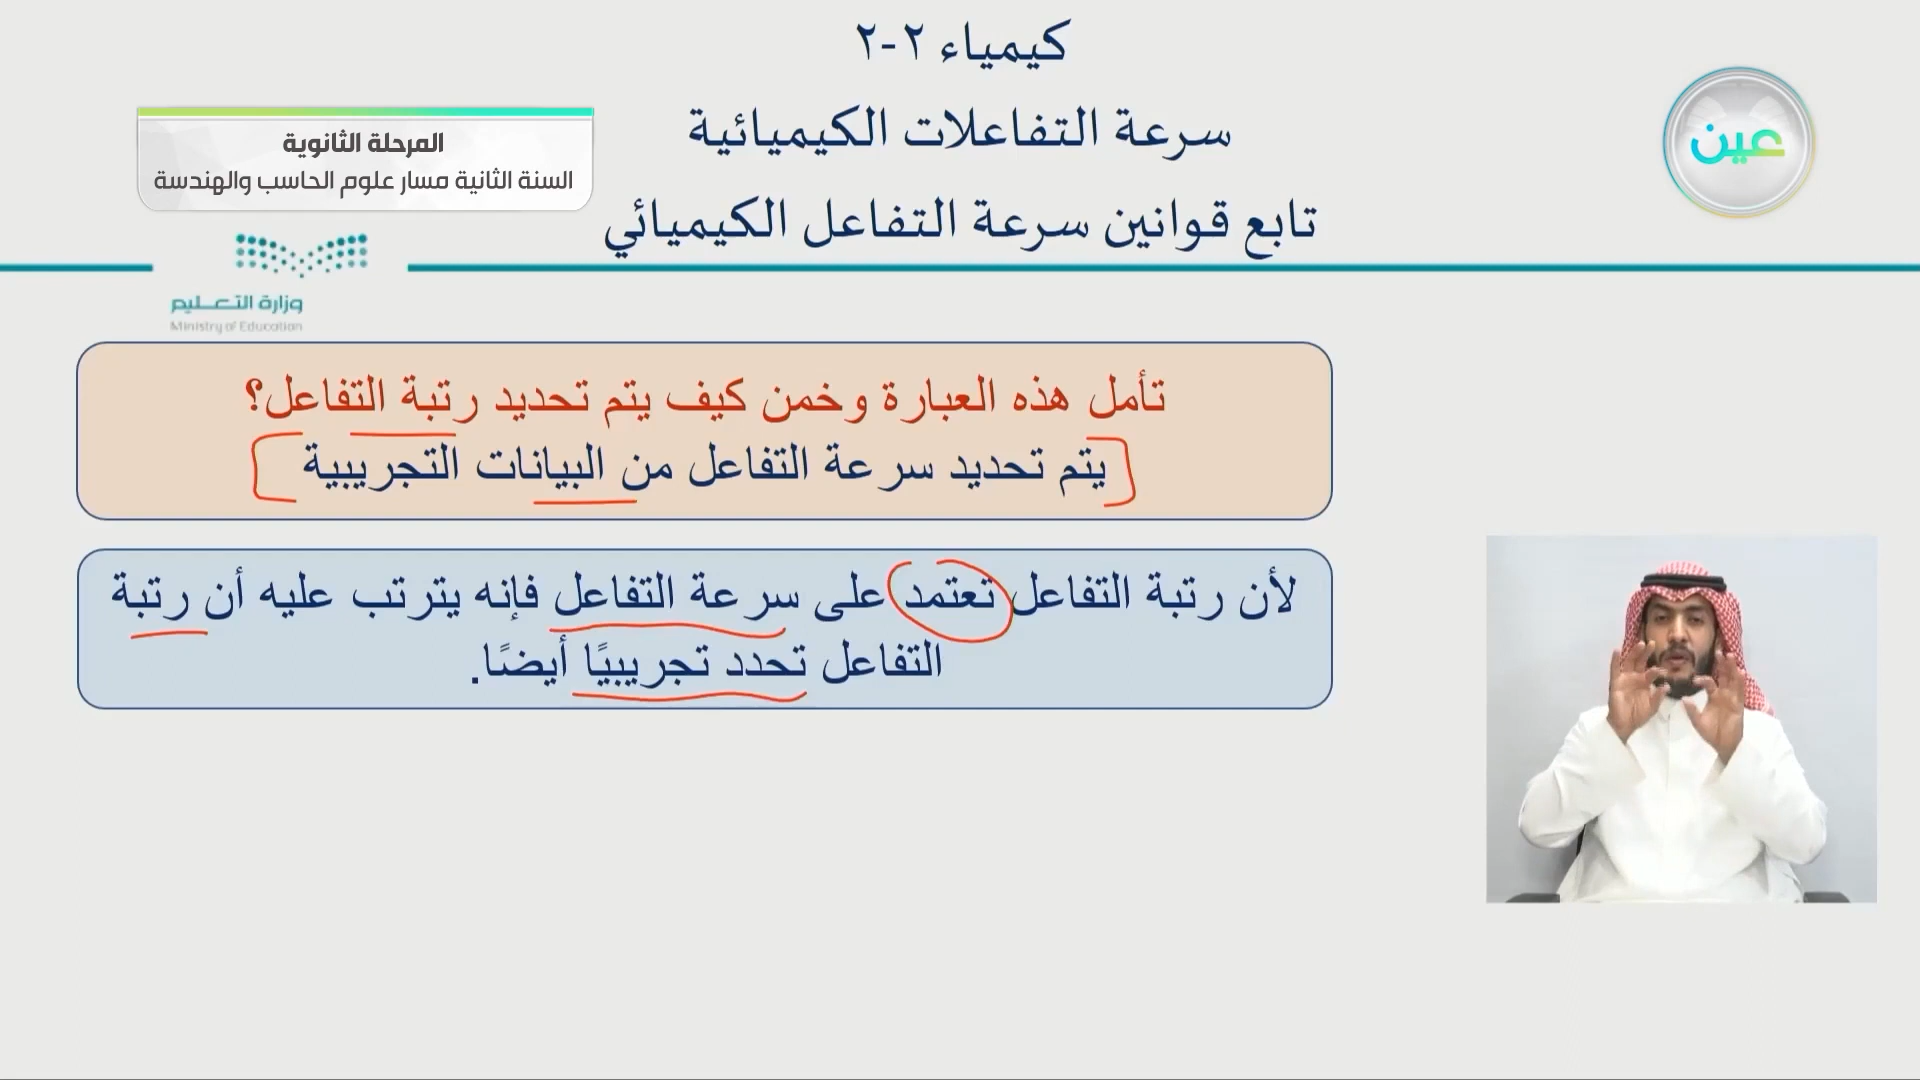 كيمياء ٢-٢
سرعة التفاعلات الكيميائية
تابع قوانين سرعة التفاعل الكيميائي
المرحلة الثانوية
السنة الثانية مسار علوم الحاسب والهندسة
عين
وزارة التعليم
Ministry of Education
تأمل هذه العبارة وخمن كيف يتم تحديد رتبة التفاعل؟
يتم تحديد سرعة التفاعل من البيانات التجريبية
لأن رتبة التفاعل تعتمد على سرعة التفاعل فإنه يترتب عليه أن رتبة
التفاعل تحدد تجريبيًا أيضًا.